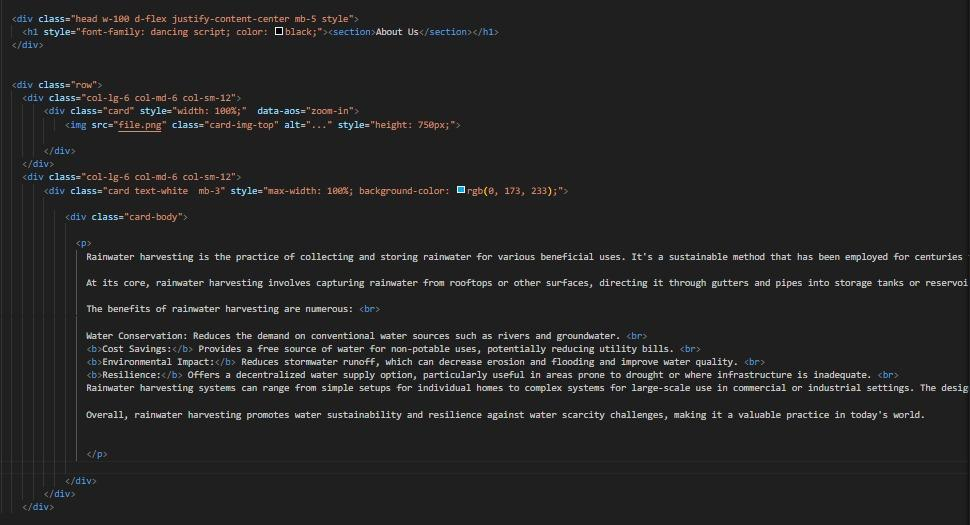 <div class="head w-100 d-flex justify-content-center mb-5 style">
<h1 style="font-family: dancing script; color: black;"><section>About Us</section></h1>
</div>
<div class="row">
<div class="col-lg-6 col-md-6 col-sm-12">
<div class="card" style="width: 100%;"  data-aos="zoom-in">
<img src="file.png" class="card-img-top" alt="..." style="height: 750px;">
</div>
</div>
<div class="col-lg-6 col-md-6 col-sm-12">
<div class="card text-white  mb-3" style="max-width: 100%; background-color: rgb(0, 173, 233);">
<div class="card-body">
<p>
Rainwater harvesting is the practice of collecting and storing rainwater for various beneficial uses. It's a sustainable method that has been employed for centuries
At its core, rainwater harvesting involves capturing rainwater from rooftops or other surfaces, directing it through gutters and pipes into storage tanks or reservoi
The benefits of rainwater harvesting are numerous: <br>
Water Conservation: Reduces the demand on conventional water sources such as rivers and groundwater. <br>
<b>Cost Savings:</b> Provides a free source of water for non-potable uses, potentially reducing utility bills. <br>
<b>Environmental Impact:</b> Reduces stormwater runoff, which can decrease erosion and flooding and improve water quality. <br>
<b>Resilience:</b> Offers a decentralized water supply option, particularly useful in areas prone to drought or where infrastructure is inadequate. <br>
Rainwater harvesting systems can range from simple setups for individual homes to complex systems for large-scale use in commercial or industrial settings. The desig
Overall, rainwater harvesting promotes water sustainability and resilience against water scarcity challenges, making it a valuable practice in today's world.
</p>
</div>
</div>
</div>